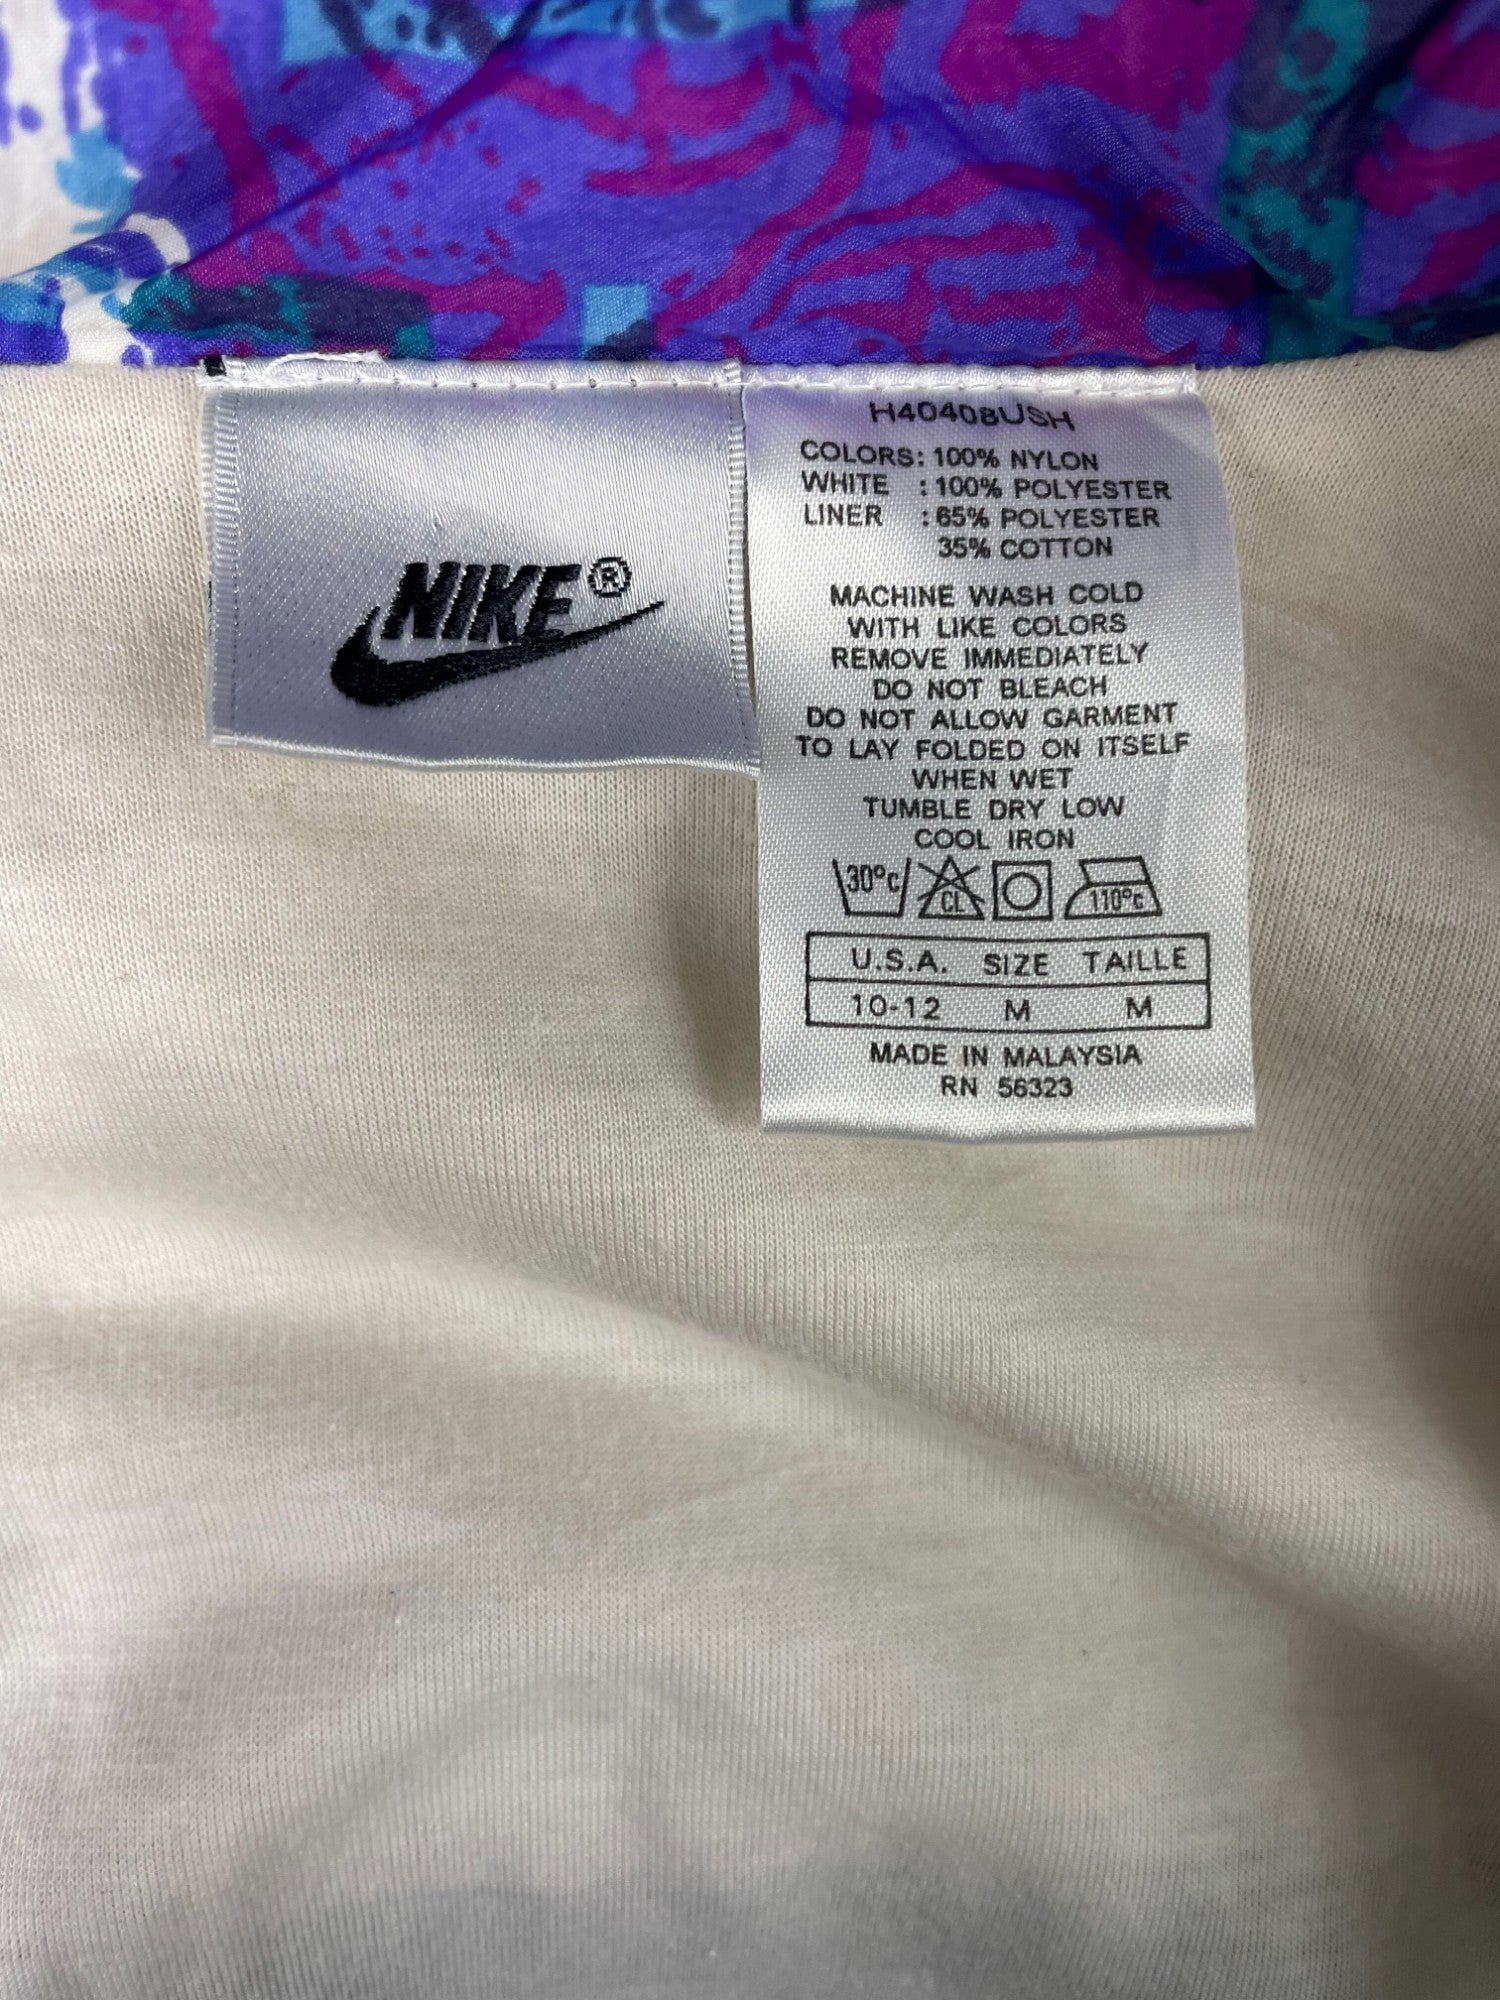 NIKE®
H40408USH
COLORS: 100% NYLON
WHITE : 100% POLYESTER
LINER : 65% POLYESTER
35% COTTON
MACHINE WASH COLD
WITH LIKE COLORS
REMOVE IMMEDIATELY
DO NOT BLEACH
DO NOT ALLOW GARMENT
TO LAY FOLDED ON ITSELF
WHEN WET
TUMBLE DRY LOW
COOL IRON
30°C CL 110°C
U.S.A. SIZE TAILLE
10-12 M M
MADE IN MALAYSIA
RN 56323